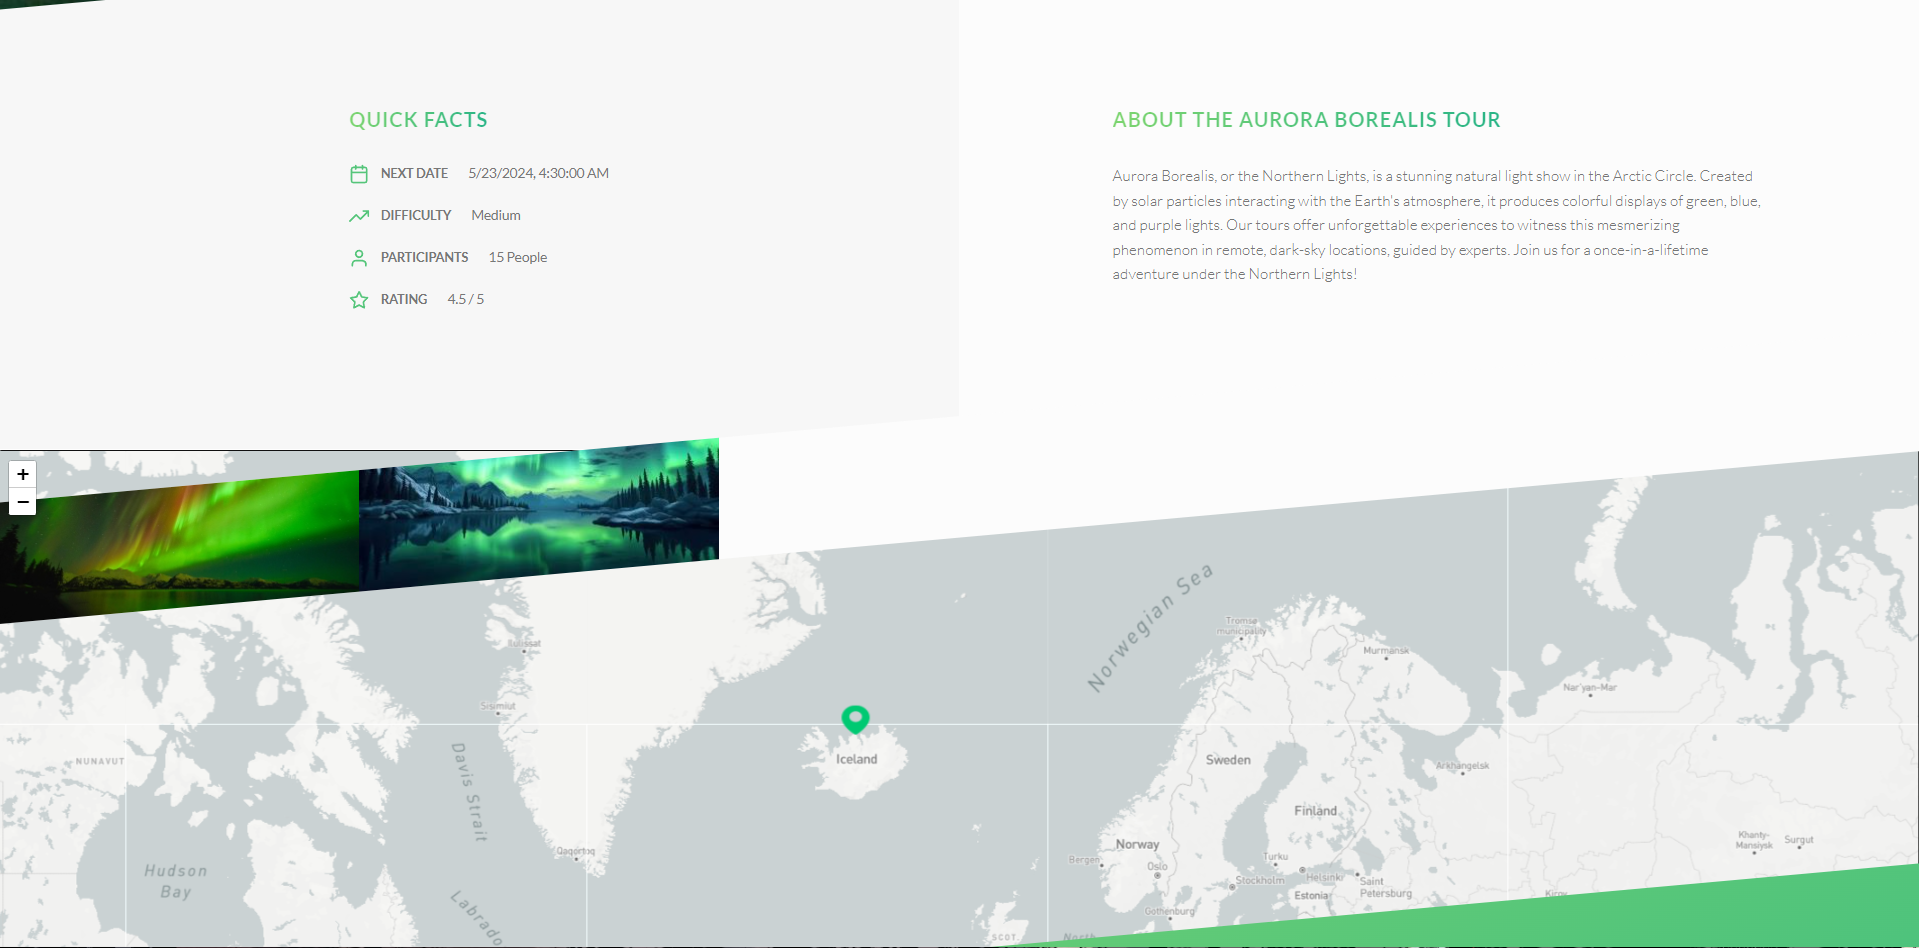 QUICK FACTS
NEXT DATE 5/23/2024, 4:30:00 AM
DIFFICULTY Medium
PARTICIPANTS 15 People
RATING 4.5 / 5
ABOUT THE AURORA BOREALIS TOUR
Aurora Borealis, or the Northern Lights, is a stunning natural light show in the Arctic Circle. Created
by solar particles interacting with the Earth's atmosphere, it produces colorful displays of green, blue,
and purple lights. Our tours offer unforgettable experiences to witness this mesmerizing
phenomenon in remote, dark-sky locations, guided by experts. Join us for a once-in-a-lifetime
adventure under the Northern Lights!
+
−
Norwegian Sea
Tromsø
municipality
Murmansk
Ilulissat
Nar'yan-Mar
Sisimiut
NUNAVUT
Davis Strait
Iceland
Sweden
Arkhangelsk
Finland
Khanty-
Mansiysk
Surgut
Norway
Qaqortoq
Bergen
Oslo
Turku
Hudson
Bay
Stockholm
Helsinki
Saint
Petersburg
Estonia
Labrado
Gothenburg
SCOT
North